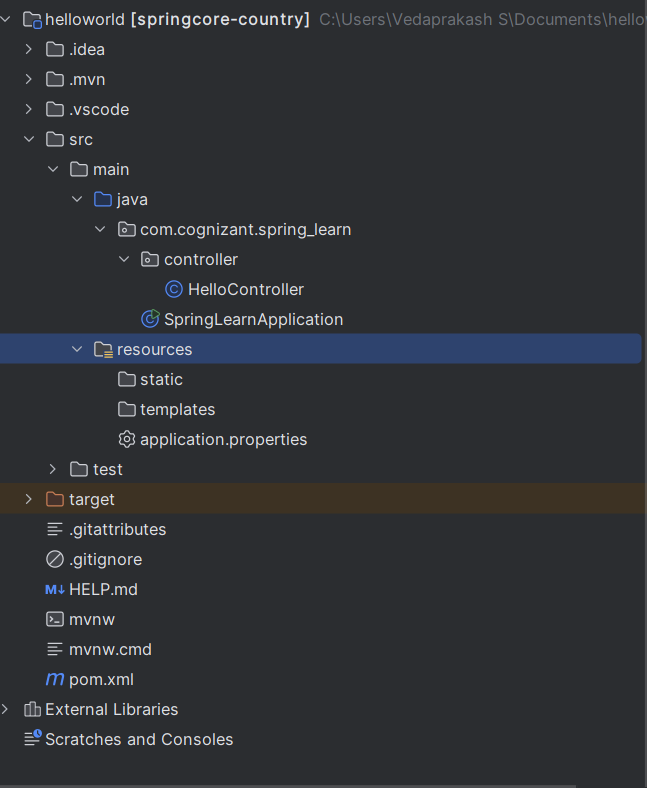 helloworld [springcore-country] C:\Users\Vedaprakash S\Documents\hello
.idea
.mvn
.vscode
src
main
java
com.cognizant.spring_learn
controller
HelloController
SpringLearnApplication
resources
static
templates
application.properties
test
target
.gitattributes
.gitignore
HELP.md
mvnw
mvnw.cmd
pom.xml
External Libraries
Scratches and Consoles